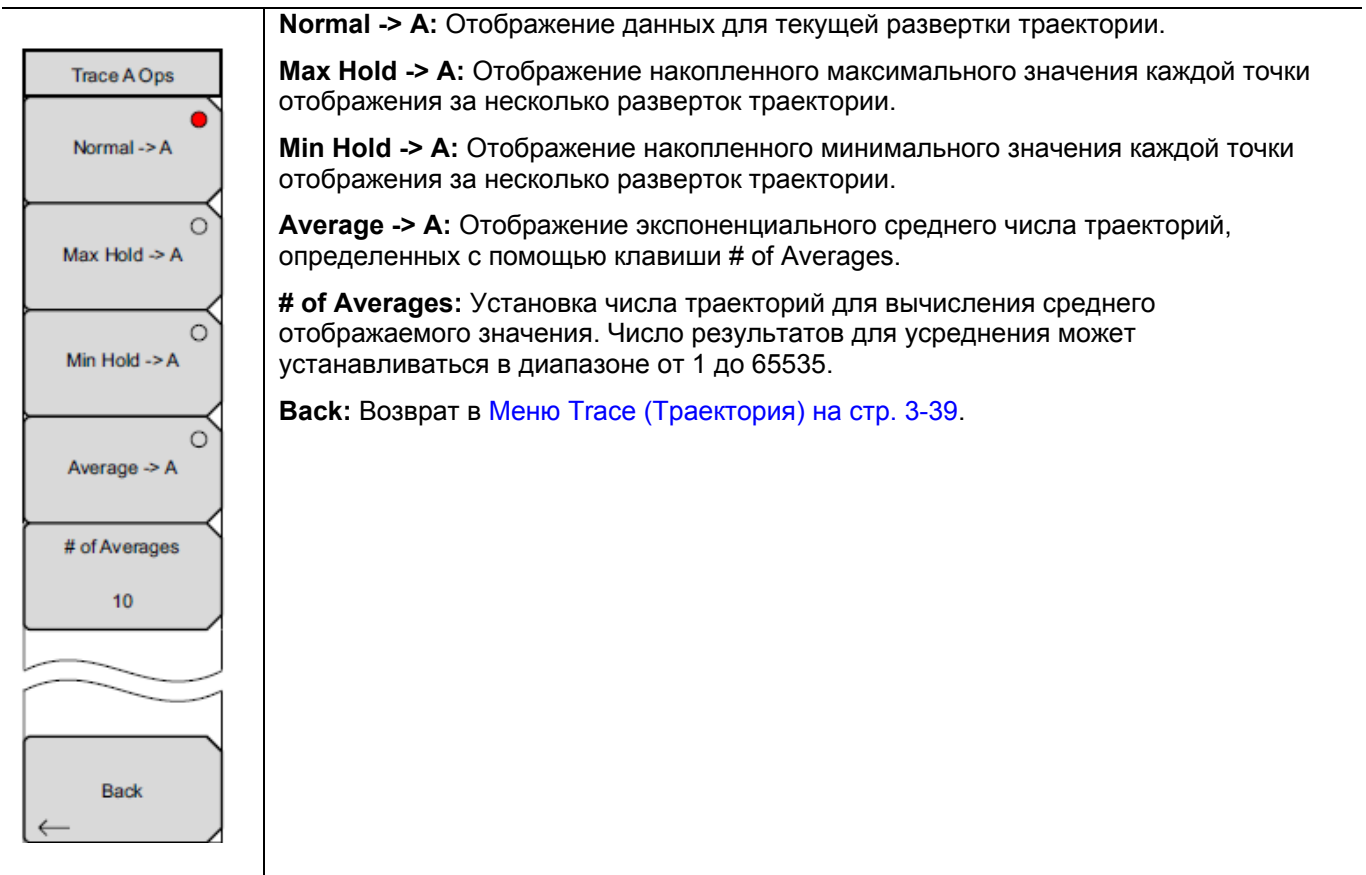 Trace A Ops
Normal -> A
Max Hold -> A
Min Hold -> A
Average -> A
# of Averages
10
Back
Normal -> A: Отображение данных для текущей развертки траектории.
Max Hold -> A: Отображение накопленного максимального значения каждой точки
отображения за несколько разверток траектории.
Min Hold -> A: Отображение накопленного минимального значения каждой точки
отображения за несколько разверток траектории.
Average -> A: Отображение экспоненциального среднего числа траекторий,
определенных с помощью клавиши # of Averages.
# of Averages: Установка числа траекторий для вычисления среднего
отображаемого значения. Число результатов для усреднения может
устанавливаться в диапазоне от 1 до 65535.
Back: Возврат в Меню Trace (Траектория) на стр. 3-39.